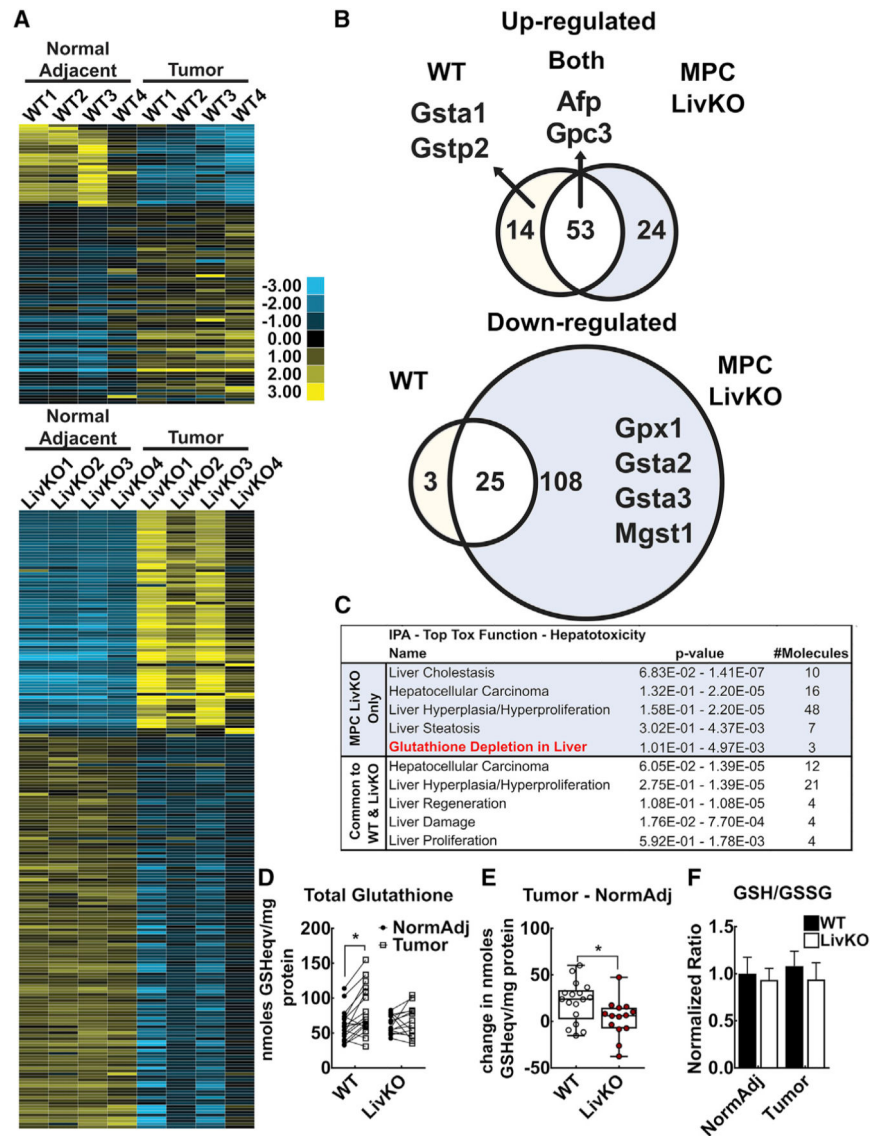 A
Normal
Adjacent
Tumor
WT1 WT2 WT3 WT4 WT1 WT2 WT3 WT4
-3.00
-2.00
-1.00
0.00
1.00
2.00
3.00
Normal
Adjacent
Tumor
LivKO1 LivKO2 LivKO3 LivKO4 LivKO1 LivKO2 LivKO3 LivKO4
B
Up-regulated
WT
Both
MPC
LivKO
Gsta1
Gstp2
Afp
Gpc3
14 53 24
Down-regulated
WT
MPC
LivKO
3 25 108
Gpx1
Gsta2
Gsta3
Mgst1
C
IPA - Top Tox Function - Hepatotoxicity
Name p-value #Molecules
MPC LivKO
Only
Liver Cholestasis 6.83E-02 - 1.41E-07 10
Hepatocellular Carcinoma 1.32E-01 - 2.20E-05 16
Liver Hyperplasia/Hyperproliferation 1.58E-01 - 2.20E-05 48
Liver Steatosis 3.02E-01 - 4.37E-03 7
Glutathione Depletion in Liver 1.01E-01 - 4.97E-03 3
Common to
WT & LivKO
Hepatocellular Carcinoma 6.05E-02 - 1.39E-05 12
Liver Hyperplasia/Hyperproliferation 2.75E-01 - 1.39E-05 21
Liver Regeneration 1.08E-01 - 1.08E-05 4
Liver Damage 1.76E-02 - 7.70E-04 4
Liver Proliferation 5.92E-01 - 1.78E-03 4
D
Total Glutathione
nmoles GSHeqv/mg
protein
200
150
100
50
0
*
NormAdj
Tumor
WT
LivKO
E
Tumor - NormAdj
change in nmoles
GSHeqv/mg protein
100
50
0
-50
*
WT
LivKO
F
GSH/GSSG
Normalized Ratio
1.5
1.0
0.5
0.0
WT
LivKO
NormAdj
Tumor